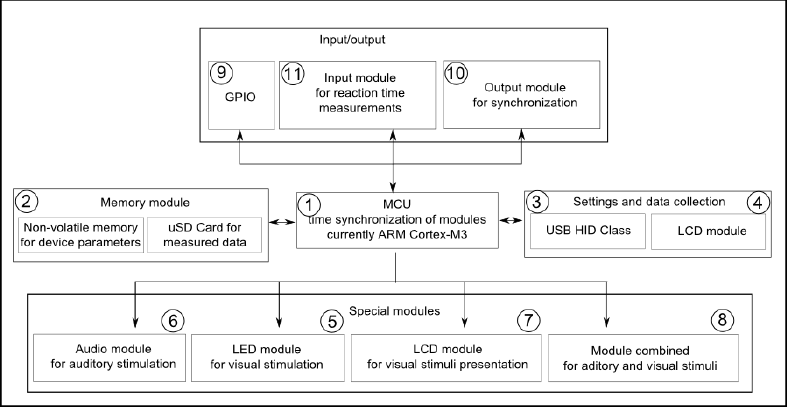 Input/output
9
GPIO
11
Input module
for reaction time
measurements
10
Output module
for synchronization
2
Memory module
Non-volatile memory
for device parameters
uSD Card for
measured data
1
MCU
time synchronization of modules
currently ARM Cortex-M3
3
Settings and data collection
4
USB HID Class
LCD module
Special modules
6
Audio module
for auditory stimulation
5
LED module
for visual stimulation
7
LCD module
for visual stimuli presentation
8
Module combined
for aditory and visual stimuli